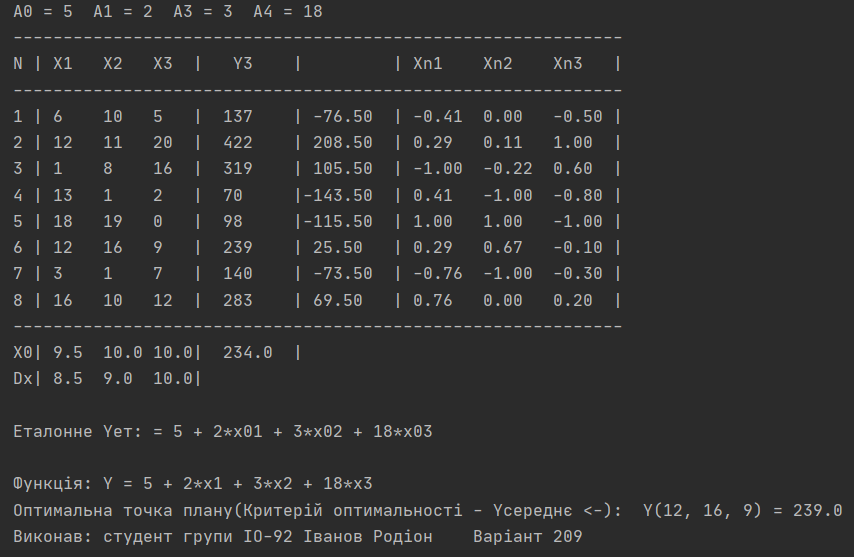 A0 = 5  A1 = 2  A3 = 3  A4 = 18
-------------------------------------------------------------
N | X1   X2   X3  |   Y3    |         | Xn1    Xn2    Xn3   |
-------------------------------------------------------------
1 | 6    10   5   |  137    | -76.50  | -0.41  0.00   -0.50 |
2 | 12   11   20  |  422    | 208.50  | 0.29   0.11   1.00  |
3 | 1    8    16  |  319    | 105.50  | -1.00  -0.22  0.60  |
4 | 13   1    2   |  70     |-143.50  | 0.41   -1.00  -0.80 |
5 | 18   19   0   |  98     |-115.50  | 1.00   1.00   -1.00 |
6 | 12   16   9   |  239    | 25.50   | 0.29   0.67   -0.10 |
7 | 3    1    7   |  140    | -73.50  | -0.76  -1.00  -0.30 |
8 | 16   10   12  |  283    | 69.50   | 0.76   0.00   0.20  |
-------------------------------------------------------------
X0| 9.5  10.0 10.0|  234.0  |
Dx| 8.5  9.0  10.0|
Еталонне Yет: = 5 + 2*x01 + 3*x02 + 18*x03
Функція: Y = 5 + 2*x1 + 3*x2 + 18*x3
Оптимальна точка плану(Критерій оптимальності - Yсереднє <-):  Y(12, 16, 9) = 239.0
Виконав: студент групи ІО-92 Іванов Родіон    Варіант 209